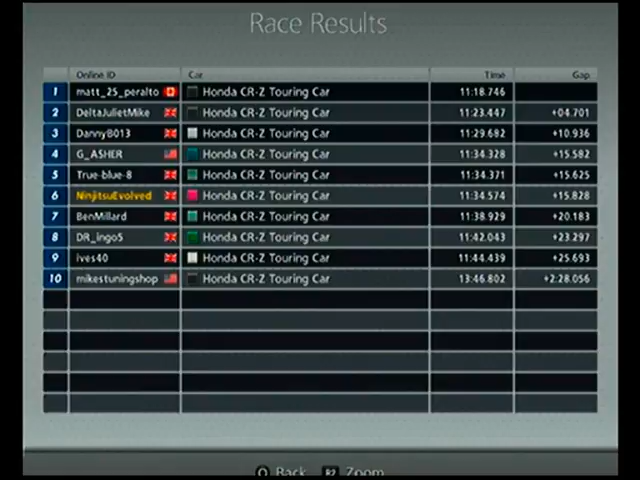 Race Results
Online ID Car Time Gap
1 matt_25_peralto Honda CR-Z Touring Car 11:18.746
2 DeltaJulietMike Honda CR-Z Touring Car 11:23.447 +04.701
3 Danny8013 Honda CR-Z Touring Car 11:29.682 +10.936
4 G_ASHER Honda CR-Z Touring Car 11:34.328 +15.582
5 True-blue-8 Honda CR-Z Touring Car 11:34.371 +15.625
6 NinjitsuEvolved Honda CR-Z Touring Car 11:34.574 +15.828
7 BenMillard Honda CR-Z Touring Car 11:38.929 +20.183
8 DR_ingo5 Honda CR-Z Touring Car 11:42.043 +23.297
9 ives40 Honda CR-Z Touring Car 11:44.439 +25.693
10 mikestuningshop Honda CR-Z Touring Car 13:46.802 +2:28.056
Back R2 Zoom